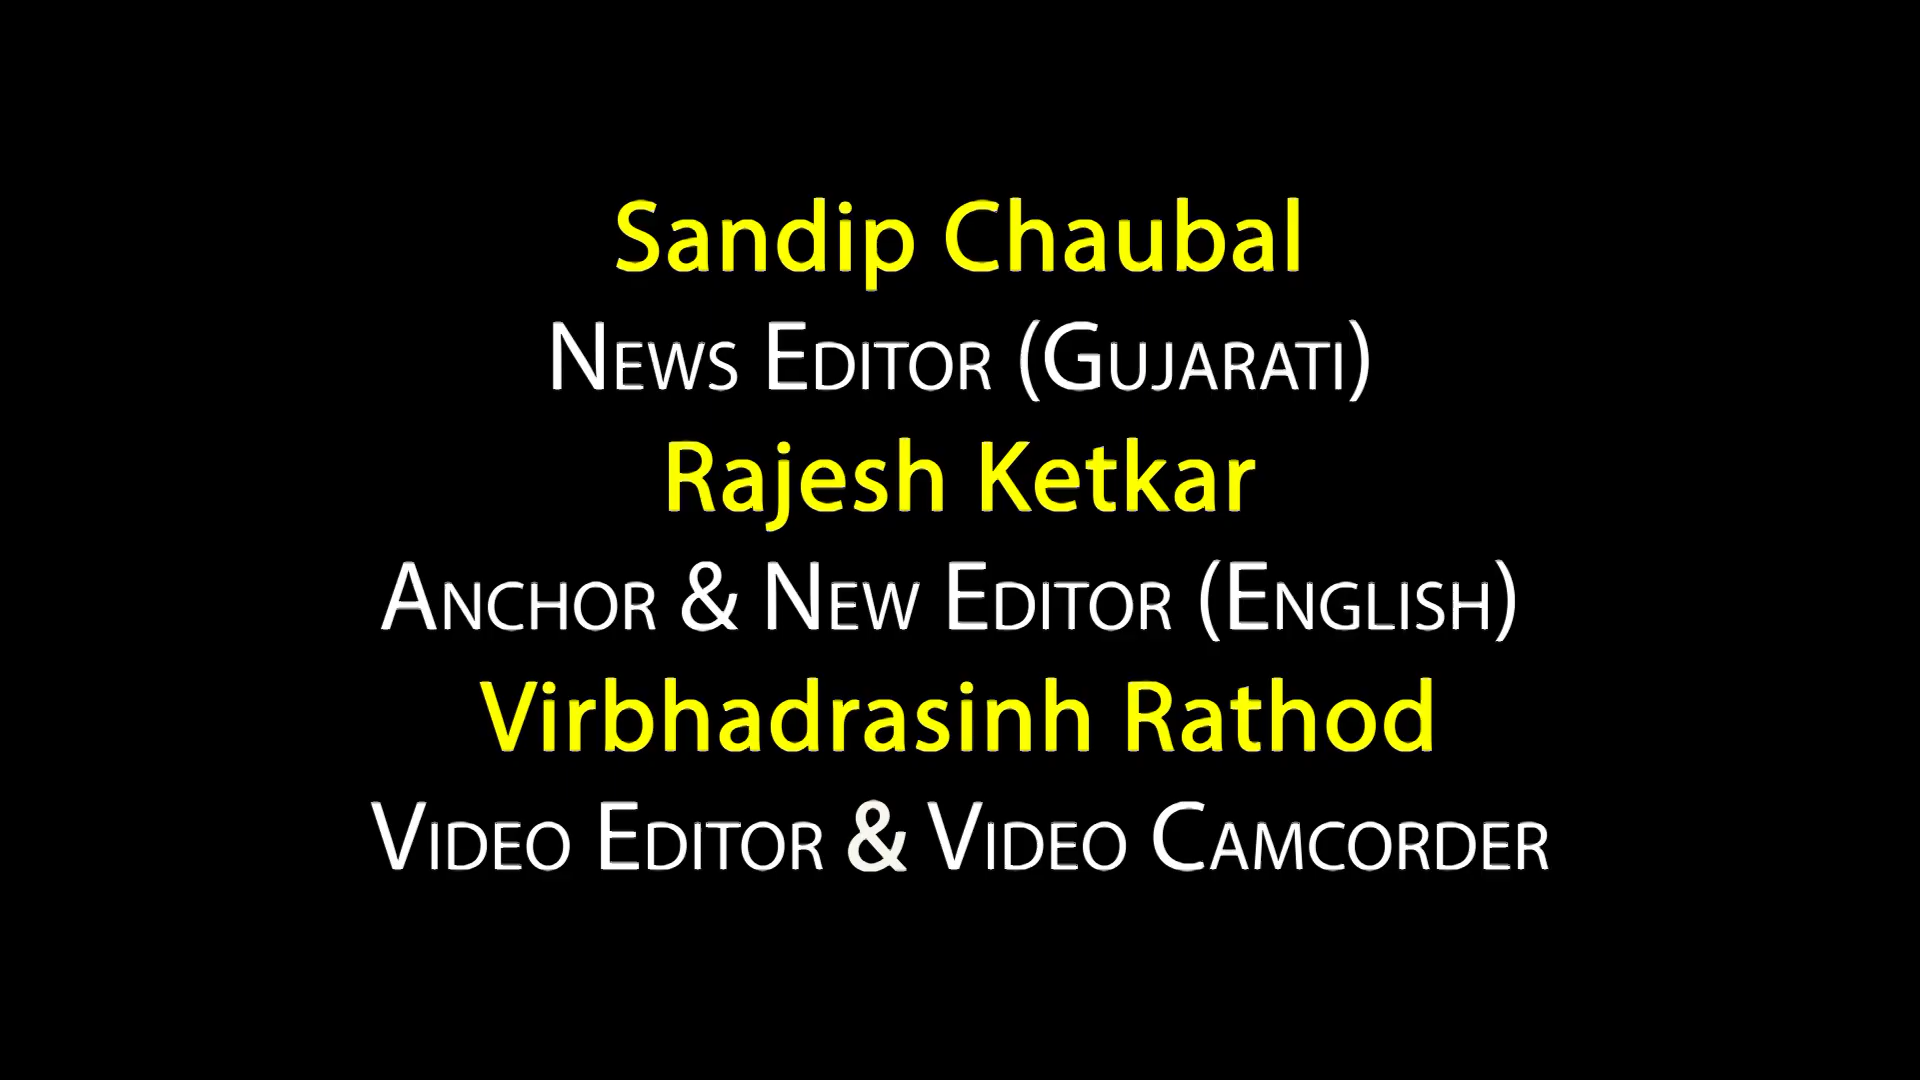 Sandip Chaubal
News Editor (Gujarati)
Rajesh Ketkar
Anchor & New Editor (English)
Virbhadrasinh Rathod
Video Editor & Video Camcorder